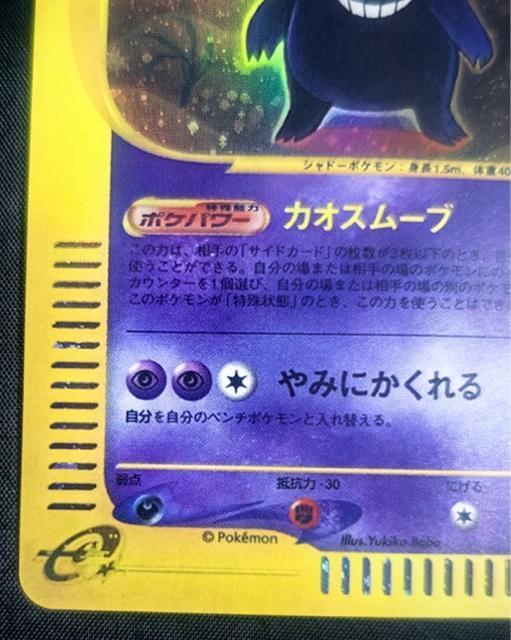 シャドーポケモン：身長1.5m、体重40
特殊能力
ポケパワー カオスムーブ
この力は、相手の「サイドカード」の枚数が3枚以下のとき、
使うことができる。自分の場または相手の場のポケモンに
カウンターを1個選び、自分または相手の場の別のポケモ
このポケモンが「特殊状態」のとき、この力を使うことはでき
やみにかくれる
自分を自分のベンチポケモンと入れ替える。
弱点 抵抗力 -30 にげる
闘
© Pokémon Illus.Yukiko Baba
e